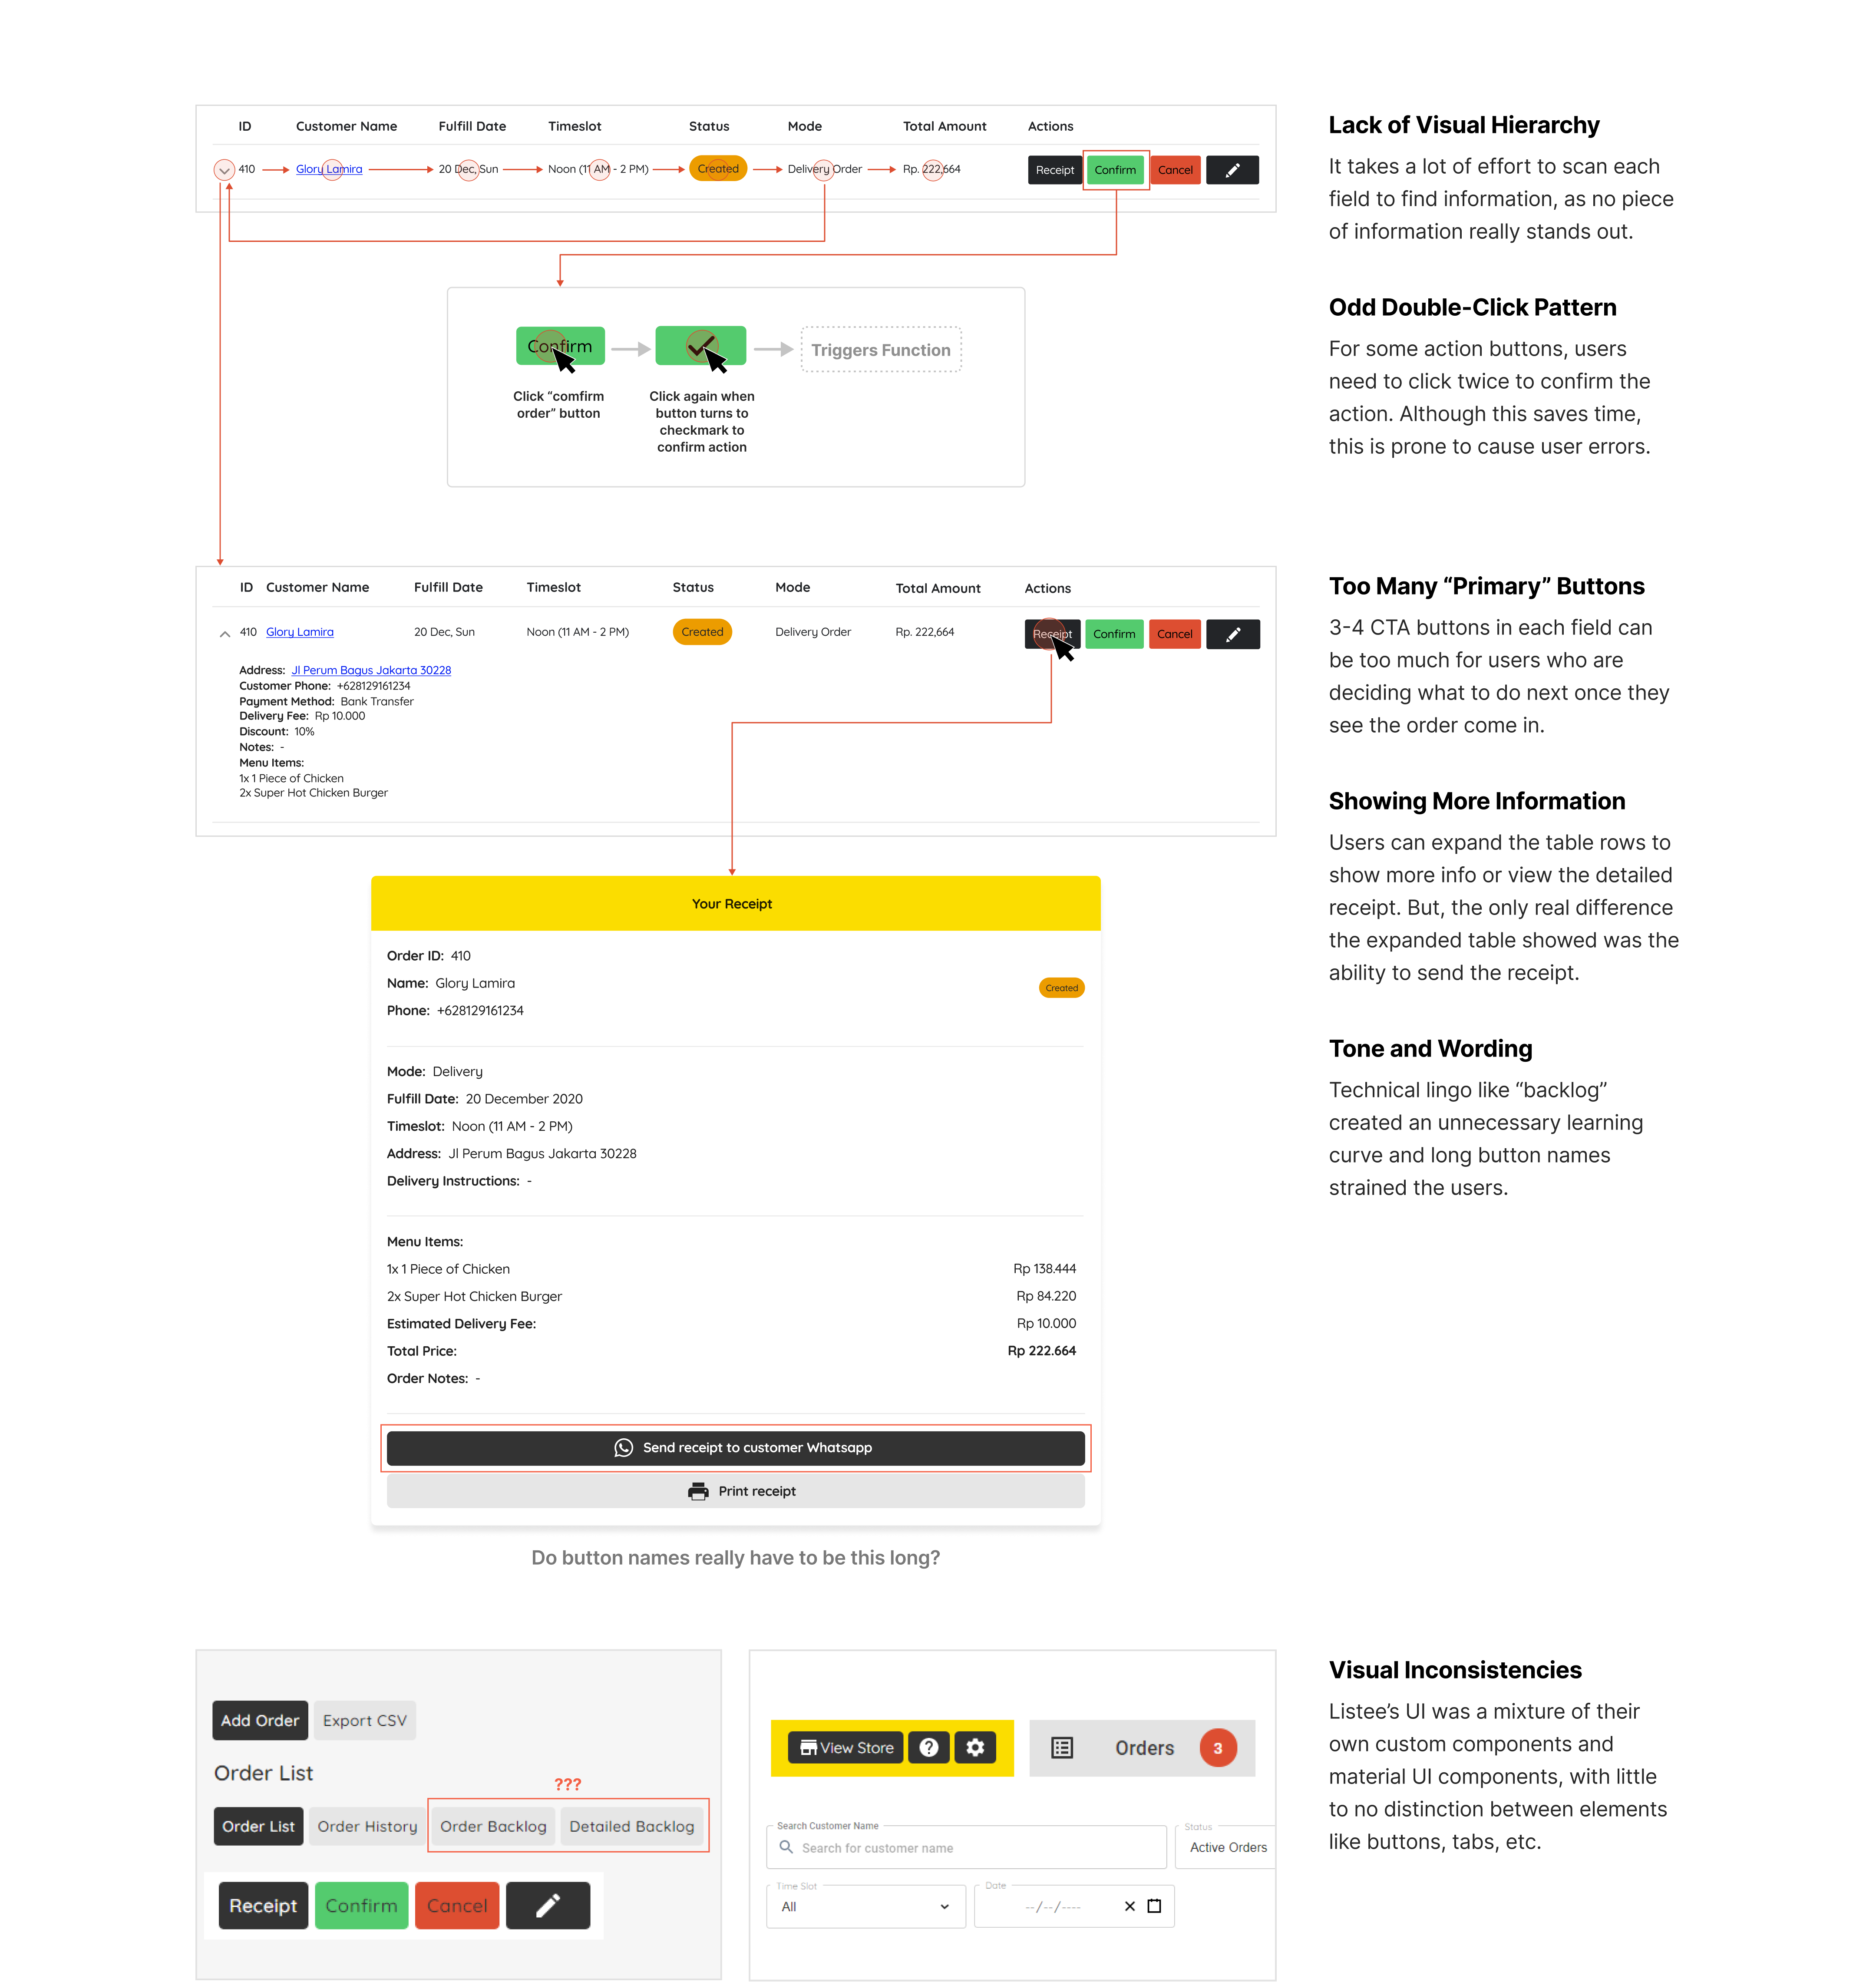 ID Customer Name Fulfill Date Timeslot Status Mode Total Amount Actions
410 Glory Lamira 20 Dec, Sun Noon (11 AM - 2 PM) Created Delivery Order Rp. 222,664 Receipt Confirm Cancel
Lack of Visual Hierarchy
It takes a lot of effort to scan each
field to find information, as no piece
of information really stands out.
Confirm
Triggers Function
Click “comfirm
order” button
Click again when
button turns to
checkmark to
confirm action
Odd Double-Click Pattern
For some action buttons, users
need to click twice to confirm the
action. Although this saves time,
this is prone to cause user errors.
ID Customer Name Fulfill Date Timeslot Status Mode Total Amount Actions
410 Glory Lamira 20 Dec, Sun Noon (11 AM - 2 PM) Created Delivery Order Rp. 222,664 Receipt Confirm Cancel
Address: Jl Perum Bagus Jakarta 30228
Customer Phone: +628129161234
Payment Method: Bank Transfer
Delivery Fee: Rp 10.000
Discount: 10%
Notes: -
Menu Items:
1x 1 Piece of Chicken
2x Super Hot Chicken Burger
Too Many “Primary” Buttons
3-4 CTA buttons in each field can
be too much for users who are
deciding what to do next once they
see the order come in.
Showing More Information
Users can expand the table rows to
show more info or view the detailed
receipt. But, the only real difference
the expanded table showed was the
ability to send the receipt.
Tone and Wording
Technical lingo like “backlog”
created an unnecessary learning
curve and long button names
strained the users.
Your Receipt
Order ID: 410
Name: Glory Lamira
Created
Phone: +628129161234
Mode: Delivery
Fulfill Date: 20 December 2020
Timeslot: Noon (11 AM - 2 PM)
Address: Jl Perum Bagus Jakarta 30228
Delivery Instructions: -
Menu Items:
1x 1 Piece of Chicken Rp 138.444
2x Super Hot Chicken Burger Rp 84.220
Estimated Delivery Fee: Rp 10.000
Total Price: Rp 222.664
Order Notes: -
Send receipt to customer Whatsapp
Print receipt
Do button names really have to be this long?
Add Order Export CSV
Order List
???
Order List Order History Order Backlog Detailed Backlog
Receipt Confirm Cancel
View Store ? Orders 3
Search Customer Name Status
Search for customer name Active Orders
Time Slot Date
All --/--/----
Visual Inconsistencies
Listee’s UI was a mixture of their
own custom components and
material UI components, with little
to no distinction between elements
like buttons, tabs, etc.